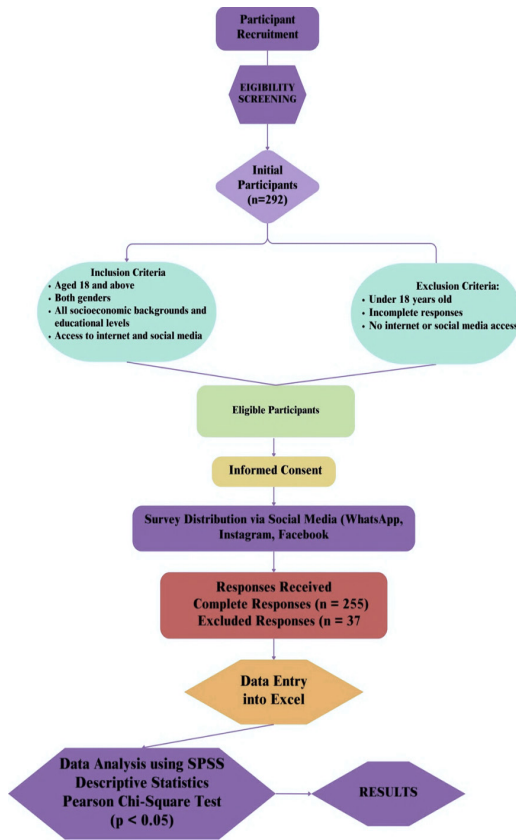 Participant
Recruitment
EIGIBILITY
SCREENING
Initial
Participants
(n=292)
Inclusion Criteria
• Aged 18 and above
• Both genders
• All socioeconomic backgrounds and
educational levels
• Access to internet and social media
Exclusion Criteria:
• Under 18 years old
• Incomplete responses
• No internet or social media access
Eligible Participants
Informed Consent
Survey Distribution via Social Media (WhatsApp,
Instagram, Facebook
Responses Received
Complete Responses (n = 255)
Excluded Responses (n = 37
Data Entry
into Excel
Data Analysis using SPSS
Descriptive Statistics
Pearson Chi-Square Test
(p < 0.05)
RESULTS